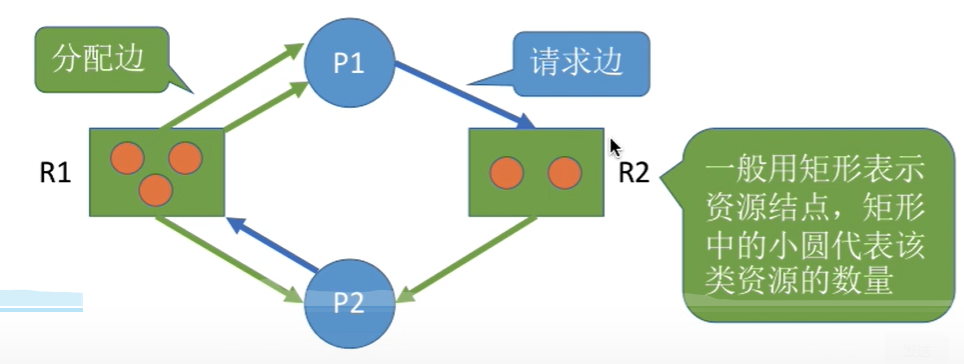 分配边
P1
请求边
R1
R2
一般用矩形表示
资源结点，矩形
中的小圆代表该
类资源的数量
P2